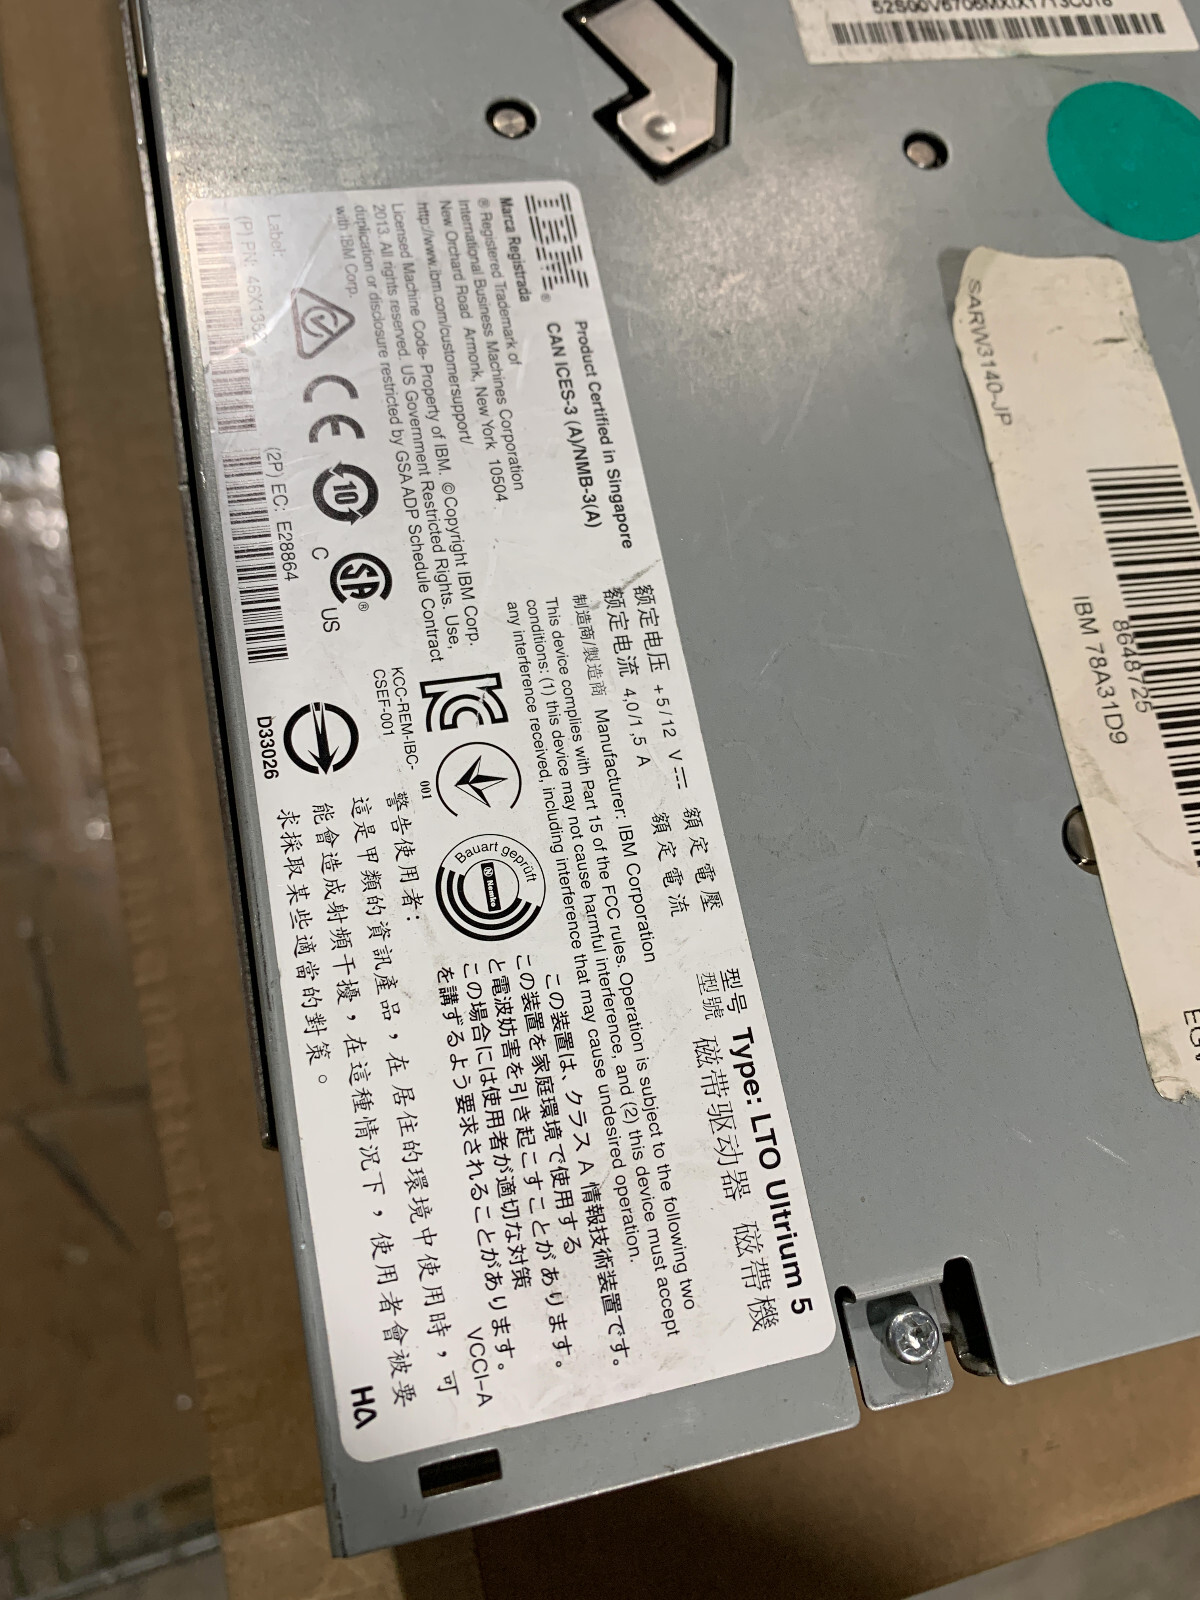 52S00V6706MXIX1713C018
SARW3140-JP
8648725
IBM 78A31D9
IBM®
Product Certified in Singapore
CAN ICES-3 (A)/NMB-3(A)
Marca Registrada
® Registered Trademark of
International Business Machines Corporation
New Orchard Road Armonk, New York 10504
http://www.ibm.com/customersupport/
Licensed Machine Code- Property of IBM. ©Copyright IBM Corp.
2013. All rights reserved. US Government Restricted Rights. Use,
duplication or disclosure restricted by GSA ADP Schedule Contract
with IBM Corp.
Label:
(P) PN: 46X1362
(2P) EC: E28864
CE
10
C SA® US
D33026
KCC-REM-IBC-
CSEF-001
001
Bauart geprüft
N Nemko
型号 Type: LTO Ultrium 5
型號 磁带驱动器 磁帶機
额定电压 +5/12 V 額定電壓
额定电流 4,0/1,5 A 額定電流
制造商/製造商 Manufacturer: IBM Corporation
This device complies with Part 15 of the FCC rules. Operation is subject to the following two
conditions: (1) this device may not cause harmful interference, and (2) this device must accept
any interference received, including interference that may cause undesired operation.
この装置は、クラスA 情報技術装置です。
この装置を家庭環境で使用する
と電波妨害を引き起こすことがあります。
この場合には使用者が適切な対策
を講ずるよう要求されることがあります。
VCCI-A
警告使用者：
這是甲類的資訊產品，在居住的環境中使用時，可
能會造成射頻干擾，在這種情況下，使用者會被要
求採取某些適當的對策。
HA